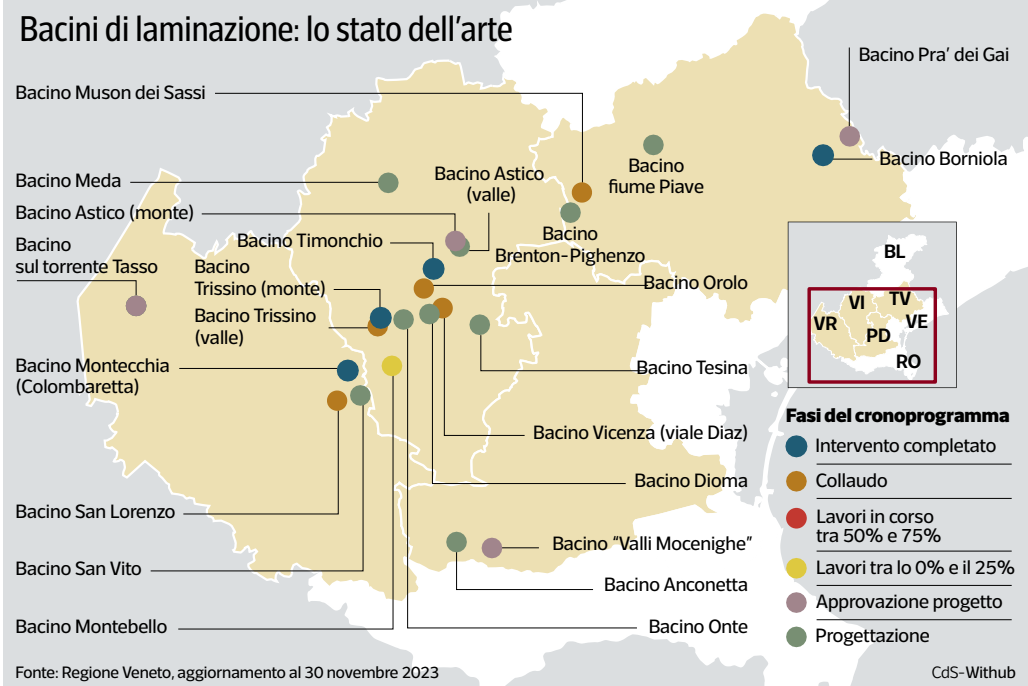 Bacini di laminazione: lo stato dell'arte
Bacino Pra' dei Gai
Bacino Muson dei Sassi
Bacino Borniola
Bacino
fiume Piave
Bacino Meda
Bacino Astico
(valle)
Bacino Astico (monte)
Bacino
Brenton-Pighenzo
Bacino Timonchio
Bacino
sul torrente Tasso
Bacino
Trissino (monte)
Bacino Orolo
Bacino Trissino
(valle)
Bacino Montecchia
(Colombaretta)
Bacino Tesina
Bacino Vicenza (viale Diaz)
Bacino Dioma
Bacino San Lorenzo
Bacino "Valli Mocenighe"
Bacino San Vito
Bacino Anconetta
Bacino Montebello
Bacino Onte
BL
VI
TV
VR
VE
PD
RO
Fasi del cronoprogramma
Intervento completato
Collaudo
Lavori in corso
tra 50% e 75%
Lavori tra lo 0% e il 25%
Approvazione progetto
Progettazione
Fonte: Regione Veneto, aggiornamento al 30 novembre 2023
CdS-Withub